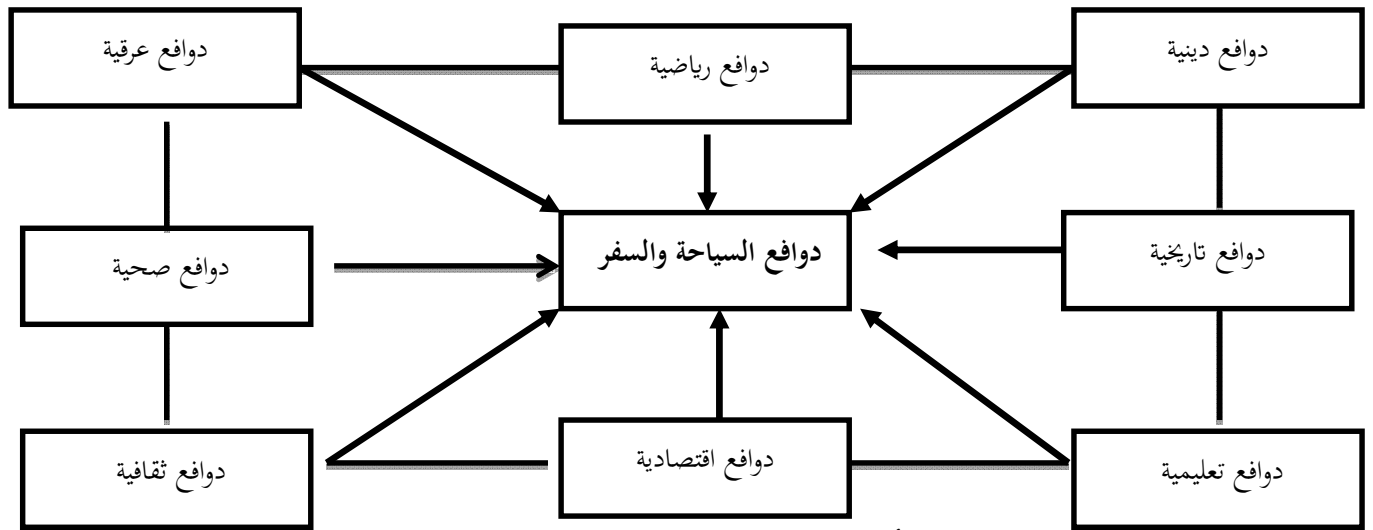 دوافع دينية
دوافع رياضية
دوافع عرقية
دوافع تاريخية
دوافع السياحة والسفر
دوافع صحية
دوافع تعليمية
دوافع اقتصادية
دوافع ثقافية